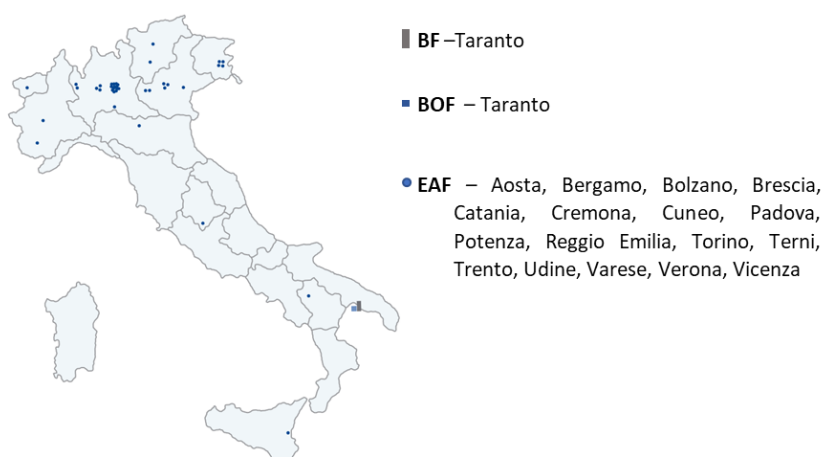 BF –Taranto
BOF – Taranto
EAF – Aosta, Bergamo, Bolzano, Brescia,
Catania, Cremona, Cuneo, Padova,
Potenza, Reggio Emilia, Torino, Terni,
Trento, Udine, Varese, Verona, Vicenza